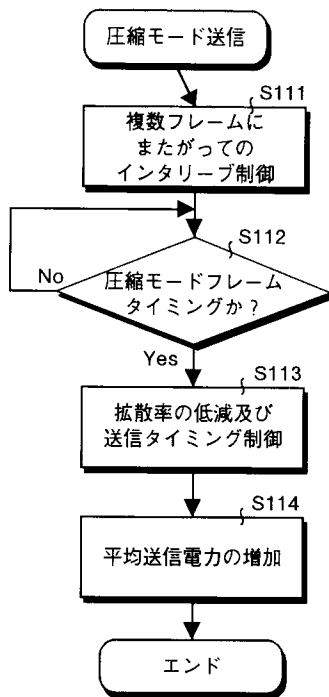 圧縮モード送信
S111
複数フレームに
またがっての
インタリーブ制御
S112
No
圧縮モードフレーム
タイミングか?
Yes
S113
拡散率の低減及び
送信タイミング制御
S114
平均送信電力の増加
エンド